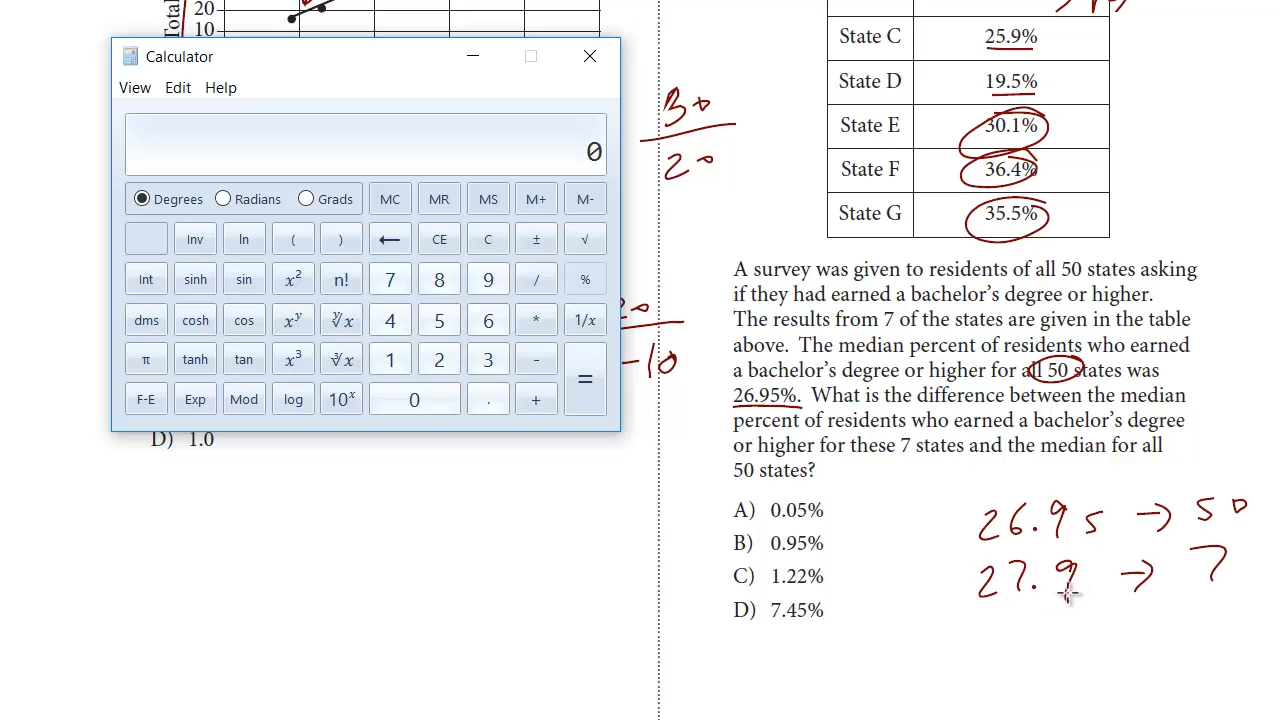 Total
20
10
Calculator
View Edit Help
0
Degrees Radians Grads MC MR MS M+ M-
Inv ln ( ) ← CE C ± √
Int sinh sin x² n! 7 8 9 / %
dms cosh cos xʸ ʸ√x 4 5 6 * 1/x
π tanh tan x³ ³√x 1 2 3 - =
F-E Exp Mod log 10ˣ 0 . +
D) 1.0
30
20
20
-10
State C 25.9%
State D 19.5%
State E 30.1%
State F 36.4%
State G 35.5%
A survey was given to residents of all 50 states asking
if they had earned a bachelor’s degree or higher.
The results from 7 of the states are given in the table
above. The median percent of residents who earned
a bachelor’s degree or higher for all 50 states was
26.95%. What is the difference between the median
percent of residents who earned a bachelor’s degree
or higher for these 7 states and the median for all
50 states?
A) 0.05%
B) 0.95%
C) 1.22%
D) 7.45%
26.95 → 50
27.9 → 7